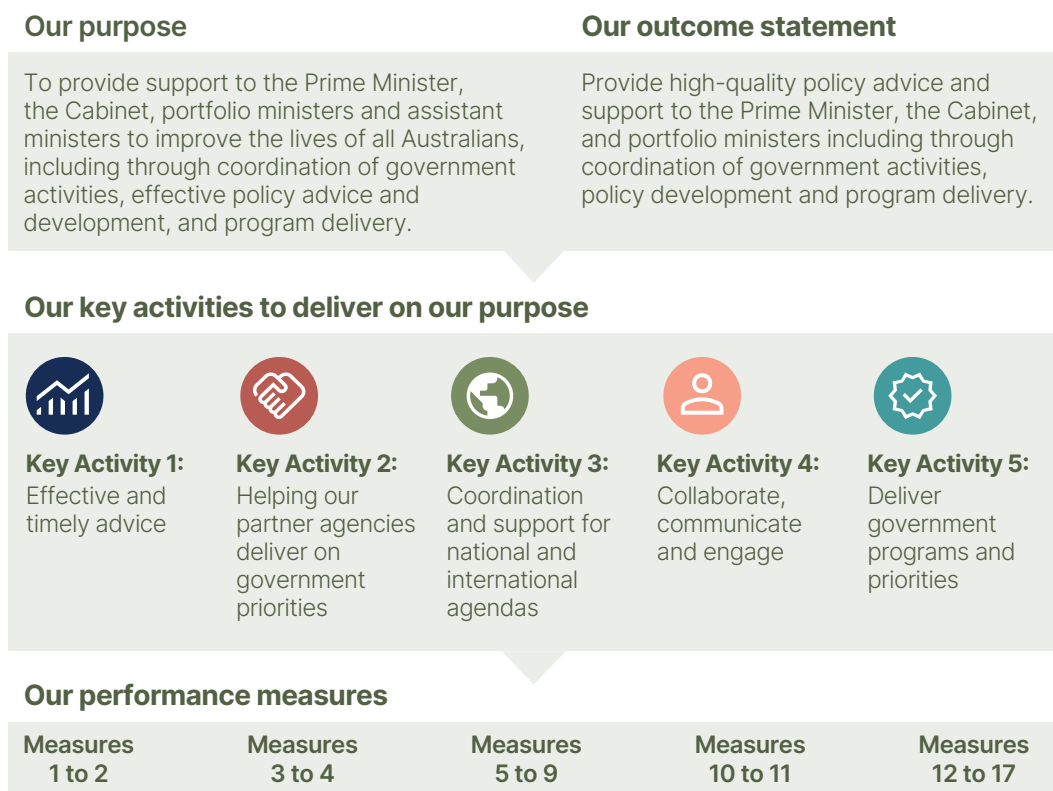 Our purpose
To provide support to the Prime Minister,
the Cabinet, portfolio ministers and assistant
ministers to improve the lives of all Australians,
including through coordination of government
activities, effective policy advice and
development, and program delivery.
Our outcome statement
Provide high-quality policy advice and
support to the Prime Minister, the Cabinet,
and portfolio ministers including through
coordination of government activities,
policy development and program delivery.
Our key activities to deliver on our purpose
Key Activity 1:
Effective and
timely advice
Key Activity 2:
Helping our
partner agencies
deliver on
government
priorities
Key Activity 3:
Coordination
and support for
national and
international
agendas
Key Activity 4:
Collaborate,
communicate
and engage
Key Activity 5:
Deliver
government
programs and
priorities
Our performance measures
Measures
1 to 2
Measures
3 to 4
Measures
5 to 9
Measures
10 to 11
Measures
12 to 17